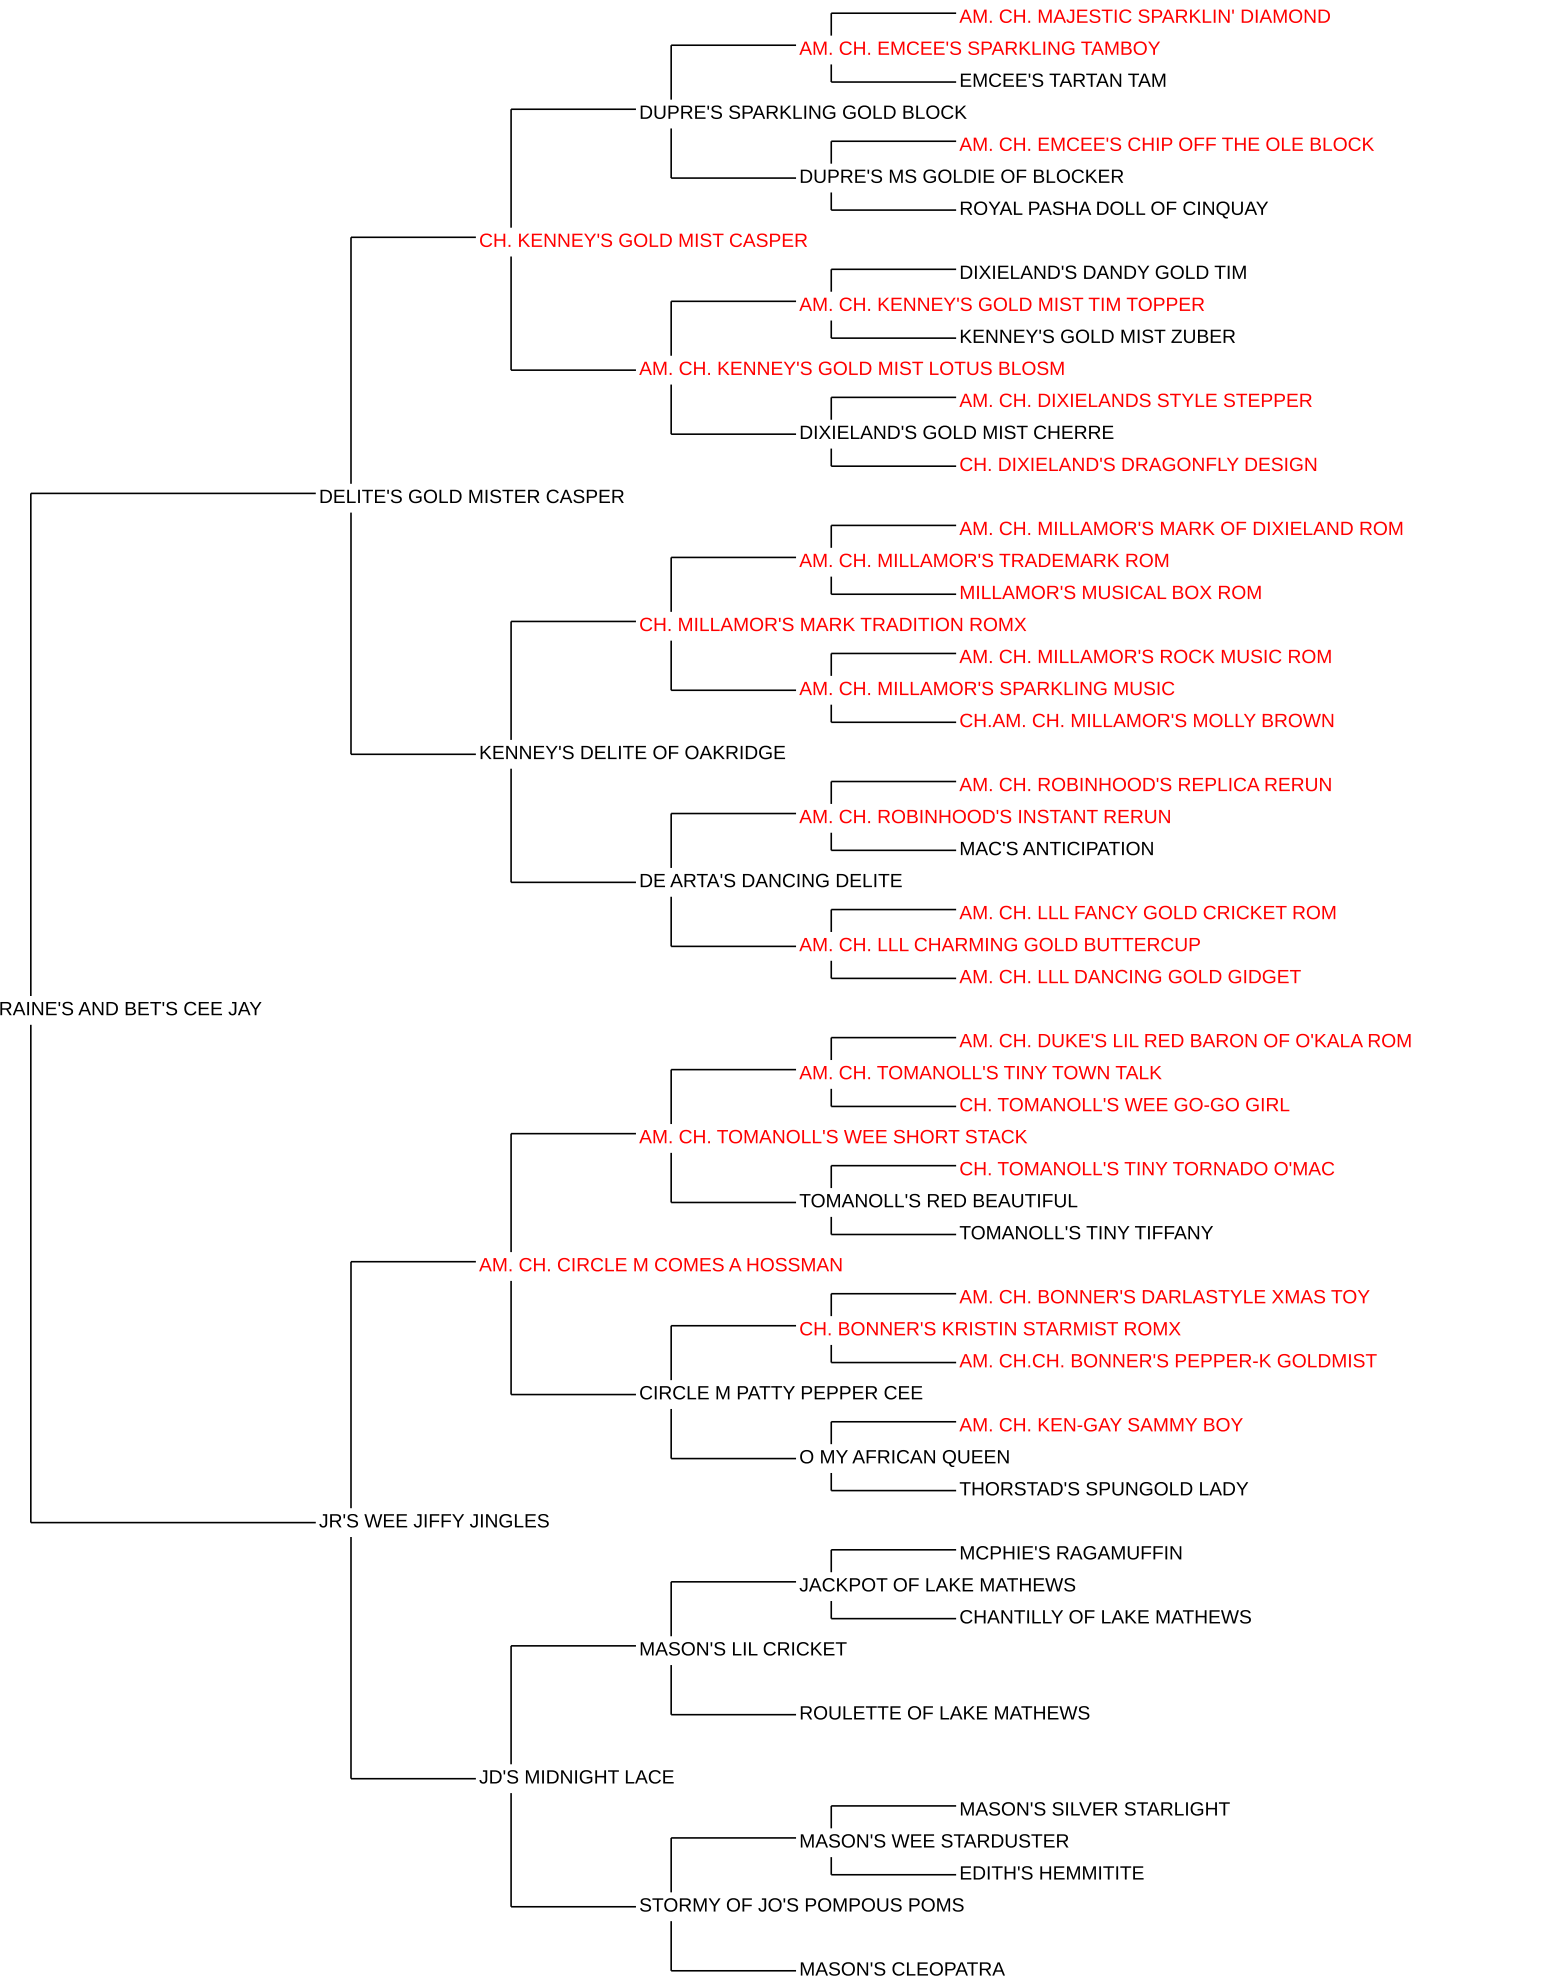 AM. CH. MAJESTIC SPARKLIN' DIAMOND
AM. CH. EMCEE'S SPARKLING TAMBOY
EMCEE'S TARTAN TAM
DUPRE'S SPARKLING GOLD BLOCK
AM. CH. EMCEE'S CHIP OFF THE OLE BLOCK
DUPRE'S MS GOLDIE OF BLOCKER
ROYAL PASHA DOLL OF CINQUAY
CH. KENNEY'S GOLD MIST CASPER
DIXIELAND'S DANDY GOLD TIM
AM. CH. KENNEY'S GOLD MIST TIM TOPPER
KENNEY'S GOLD MIST ZUBER
AM. CH. KENNEY'S GOLD MIST LOTUS BLOSM
AM. CH. DIXIELANDS STYLE STEPPER
DIXIELAND'S GOLD MIST CHERRE
CH. DIXIELAND'S DRAGONFLY DESIGN
DELITE'S GOLD MISTER CASPER
AM. CH. MILLAMOR'S MARK OF DIXIELAND ROM
AM. CH. MILLAMOR'S TRADEMARK ROM
MILLAMOR'S MUSICAL BOX ROM
CH. MILLAMOR'S MARK TRADITION ROMX
AM. CH. MILLAMOR'S ROCK MUSIC ROM
AM. CH. MILLAMOR'S SPARKLING MUSIC
CH.AM. CH. MILLAMOR'S MOLLY BROWN
KENNEY'S DELITE OF OAKRIDGE
AM. CH. ROBINHOOD'S REPLICA RERUN
AM. CH. ROBINHOOD'S INSTANT RERUN
MAC'S ANTICIPATION
DE ARTA'S DANCING DELITE
AM. CH. LLL FANCY GOLD CRICKET ROM
AM. CH. LLL CHARMING GOLD BUTTERCUP
AM. CH. LLL DANCING GOLD GIDGET
RAINE'S AND BET'S CEE JAY
AM. CH. DUKE'S LIL RED BARON OF O'KALA ROM
AM. CH. TOMANOLL'S TINY TOWN TALK
CH. TOMANOLL'S WEE GO-GO GIRL
AM. CH. TOMANOLL'S WEE SHORT STACK
CH. TOMANOLL'S TINY TORNADO O'MAC
TOMANOLL'S RED BEAUTIFUL
TOMANOLL'S TINY TIFFANY
AM. CH. CIRCLE M COMES A HOSSMAN
AM. CH. BONNER'S DARLASTYLE XMAS TOY
CH. BONNER'S KRISTIN STARMIST ROMX
AM. CH.CH. BONNER'S PEPPER-K GOLDMIST
CIRCLE M PATTY PEPPER CEE
AM. CH. KEN-GAY SAMMY BOY
O MY AFRICAN QUEEN
THORSTAD'S SPUNGOLD LADY
JR'S WEE JIFFY JINGLES
MCPHIE'S RAGAMUFFIN
JACKPOT OF LAKE MATHEWS
CHANTILLY OF LAKE MATHEWS
MASON'S LIL CRICKET
ROULETTE OF LAKE MATHEWS
JD'S MIDNIGHT LACE
MASON'S SILVER STARLIGHT
MASON'S WEE STARDUSTER
EDITH'S HEMMITITE
STORMY OF JO'S POMPOUS POMS
MASON'S CLEOPATRA